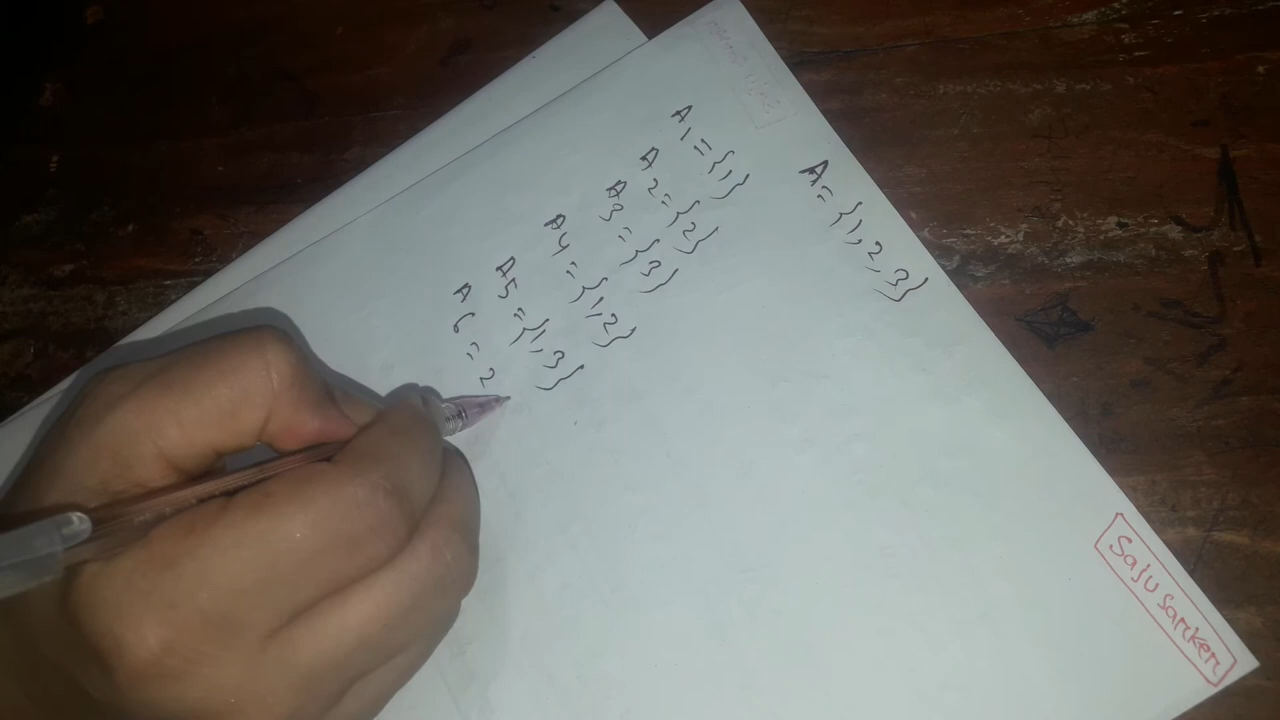 A = {1, 2, 3}
A1 = {1}
A2 = {2}
A3 = {3}
A4 = {1, 2}
A5 = {1, 3}
A6 = 2
Saju Sarker